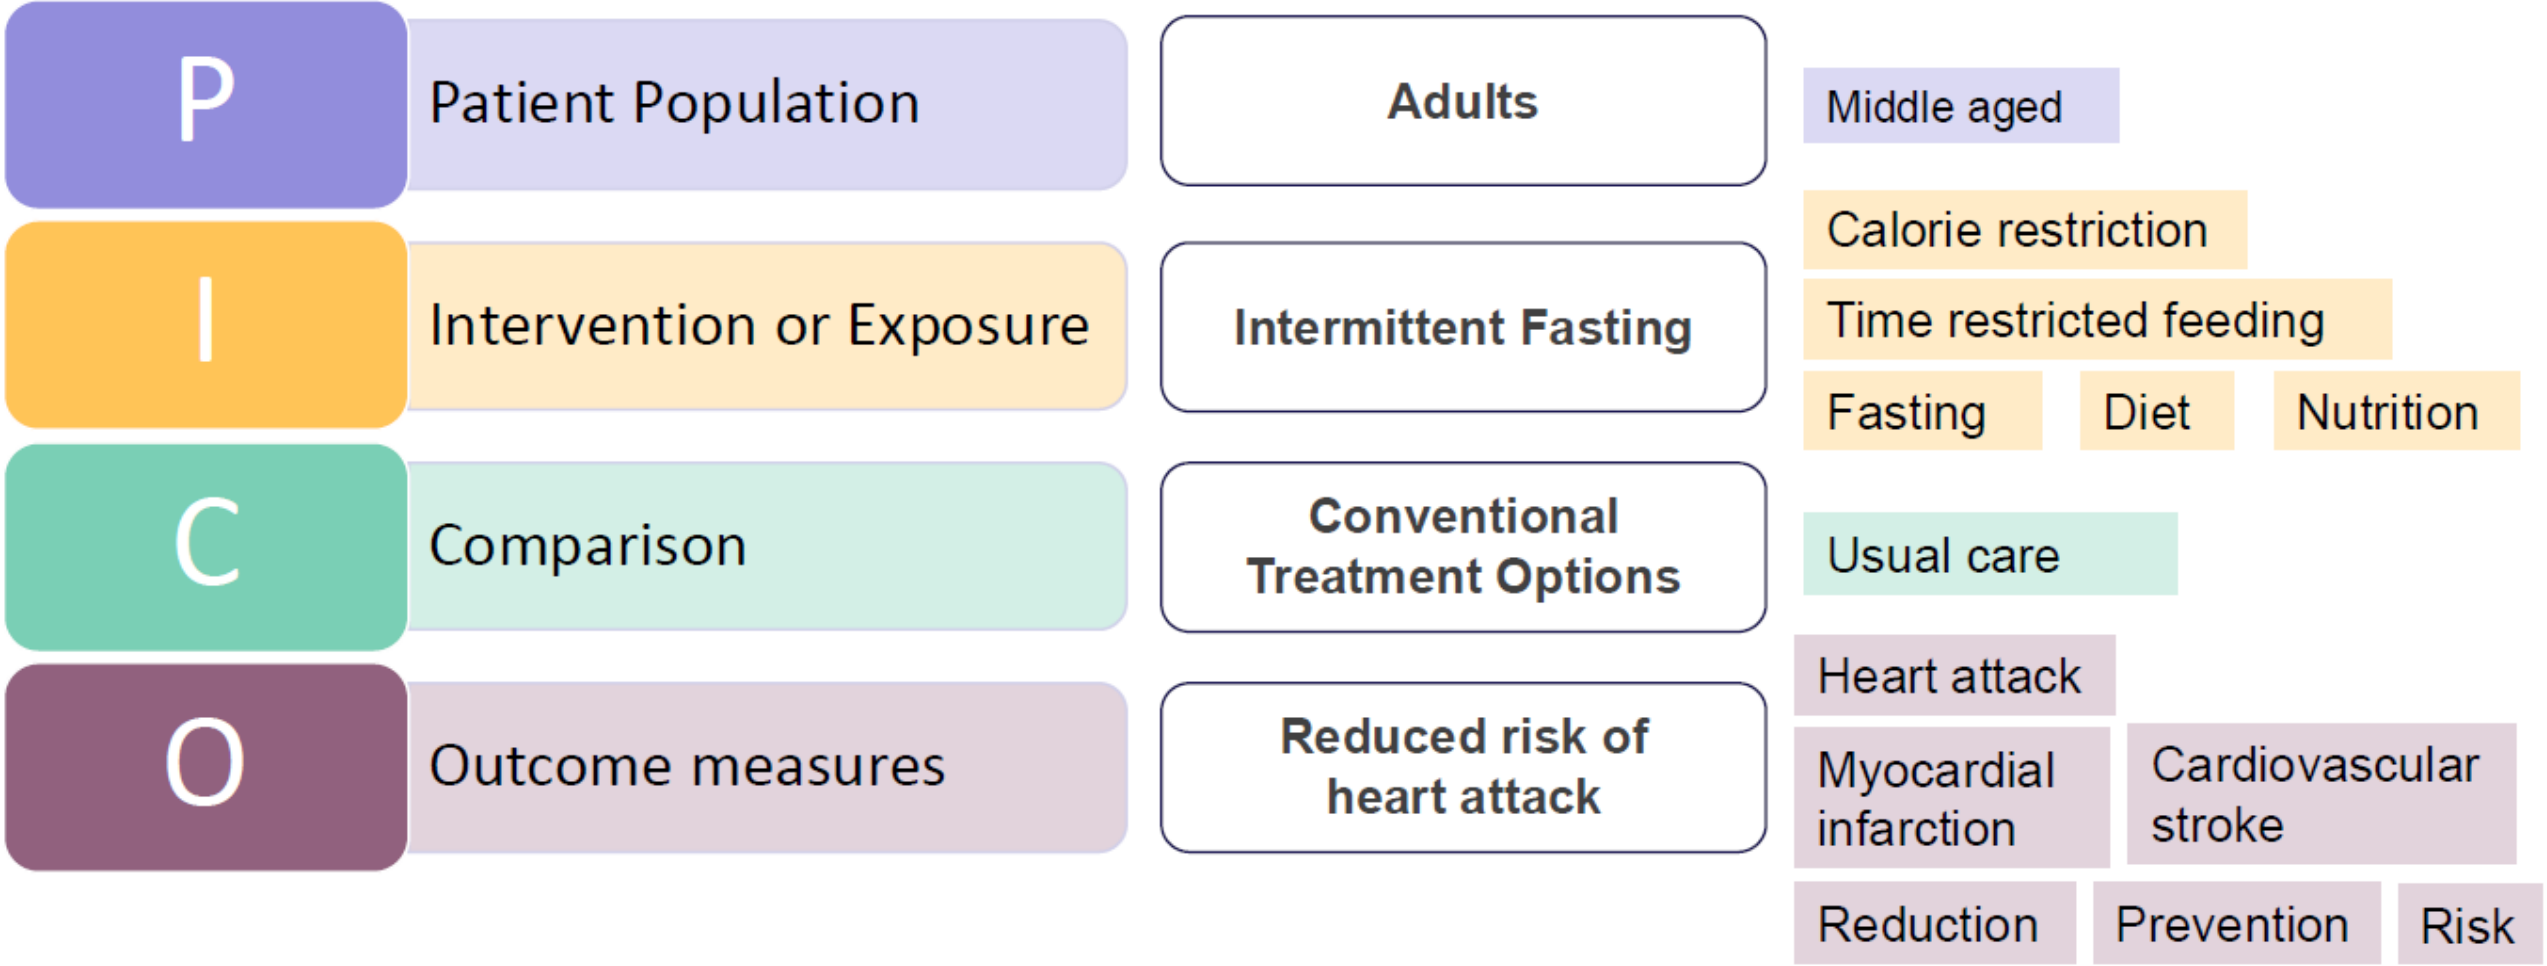 P
Patient Population
Adults
Middle aged
I
Intervention or Exposure
Intermittent Fasting
Calorie restriction
Time restricted feeding
Fasting
Diet
Nutrition
C
Comparison
Conventional
Treatment Options
Usual care
O
Outcome measures
Reduced risk of
heart attack
Heart attack
Myocardial
infarction
Cardiovascular
stroke
Reduction
Prevention
Risk